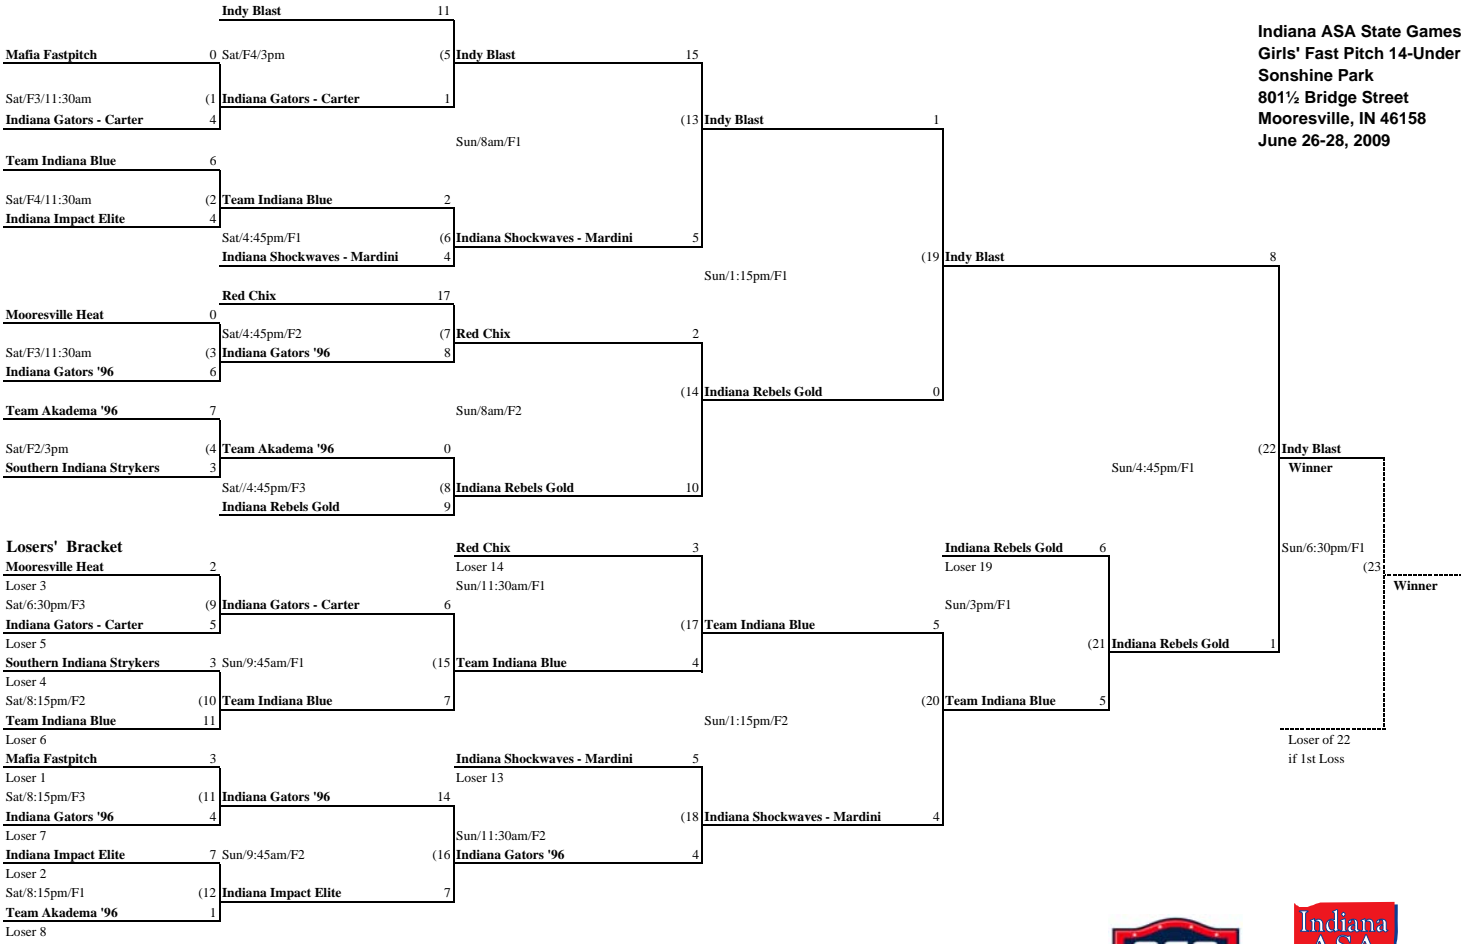 Indy Blast 11
Indiana ASA State Games
Girls' Fast Pitch 14-Under
Sonshine Park
801½ Bridge Street
Mooresville, IN 46158
June 26-28, 2009
Mafia Fastpitch 0 Sat/F4/3pm (5 Indy Blast 15
Sat/F3/11:30am (1 Indiana Gators - Carter 1
Indiana Gators - Carter 4 (13 Indy Blast 1
Sun/8am/F1
Team Indiana Blue 6
Sat/F4/11:30am (2 Team Indiana Blue 2
Indiana Impact Elite 4
Sat/4:45pm/F1 (6 Indiana Shockwaves - Mardini 5
Indiana Shockwaves - Mardini 4 (19 Indy Blast 8
Sun/1:15pm/F1
Red Chix 17
Mooresville Heat 0
Sat/4:45pm/F2 (7 Red Chix 2
Sat/F3/11:30am (3 Indiana Gators '96 8
Indiana Gators '96 6
(14 Indiana Rebels Gold 0
Team Akadema '96 7 Sun/8am/F2
Sat/F2/3pm (4 Team Akadema '96 0 (22 Indy Blast
Southern Indiana Strykers 3 Sun/4:45pm/F1 Winner
Sat//4:45pm/F3 (8 Indiana Rebels Gold 10
Indiana Rebels Gold 9
Losers' Bracket Red Chix 3 Indiana Rebels Gold 6 Sun/6:30pm/F1
Mooresville Heat 2 Loser 14 Loser 19 (23
Loser 3 Sun/11:30am/F1 Winner
Sat/6:30pm/F3 (9 Indiana Gators - Carter 6 Sun/3pm/F1
Indiana Gators - Carter 5 (17 Team Indiana Blue 5
Loser 5 (21 Indiana Rebels Gold 1
Southern Indiana Strykers 3 Sun/9:45am/F1 (15 Team Indiana Blue 4
Loser 4
Sat/8:15pm/F2 (10 Team Indiana Blue 7 (20 Team Indiana Blue 5
Team Indiana Blue 11 Sun/1:15pm/F2
Loser 6 Loser of 22
Mafia Fastpitch 3 Indiana Shockwaves - Mardini 5 if 1st Loss
Loser 1 Loser 13
Sat/8:15pm/F3 (11 Indiana Gators '96 14
Indiana Gators '96 4 (18 Indiana Shockwaves - Mardini 4
Loser 7 Sun/11:30am/F2
Indiana Impact Elite 7 Sun/9:45am/F2 (16 Indiana Gators '96 4
Loser 2
Sat/8:15pm/F1 (12 Indiana Impact Elite 7
Team Akadema '96 1
Loser 8
Indiana